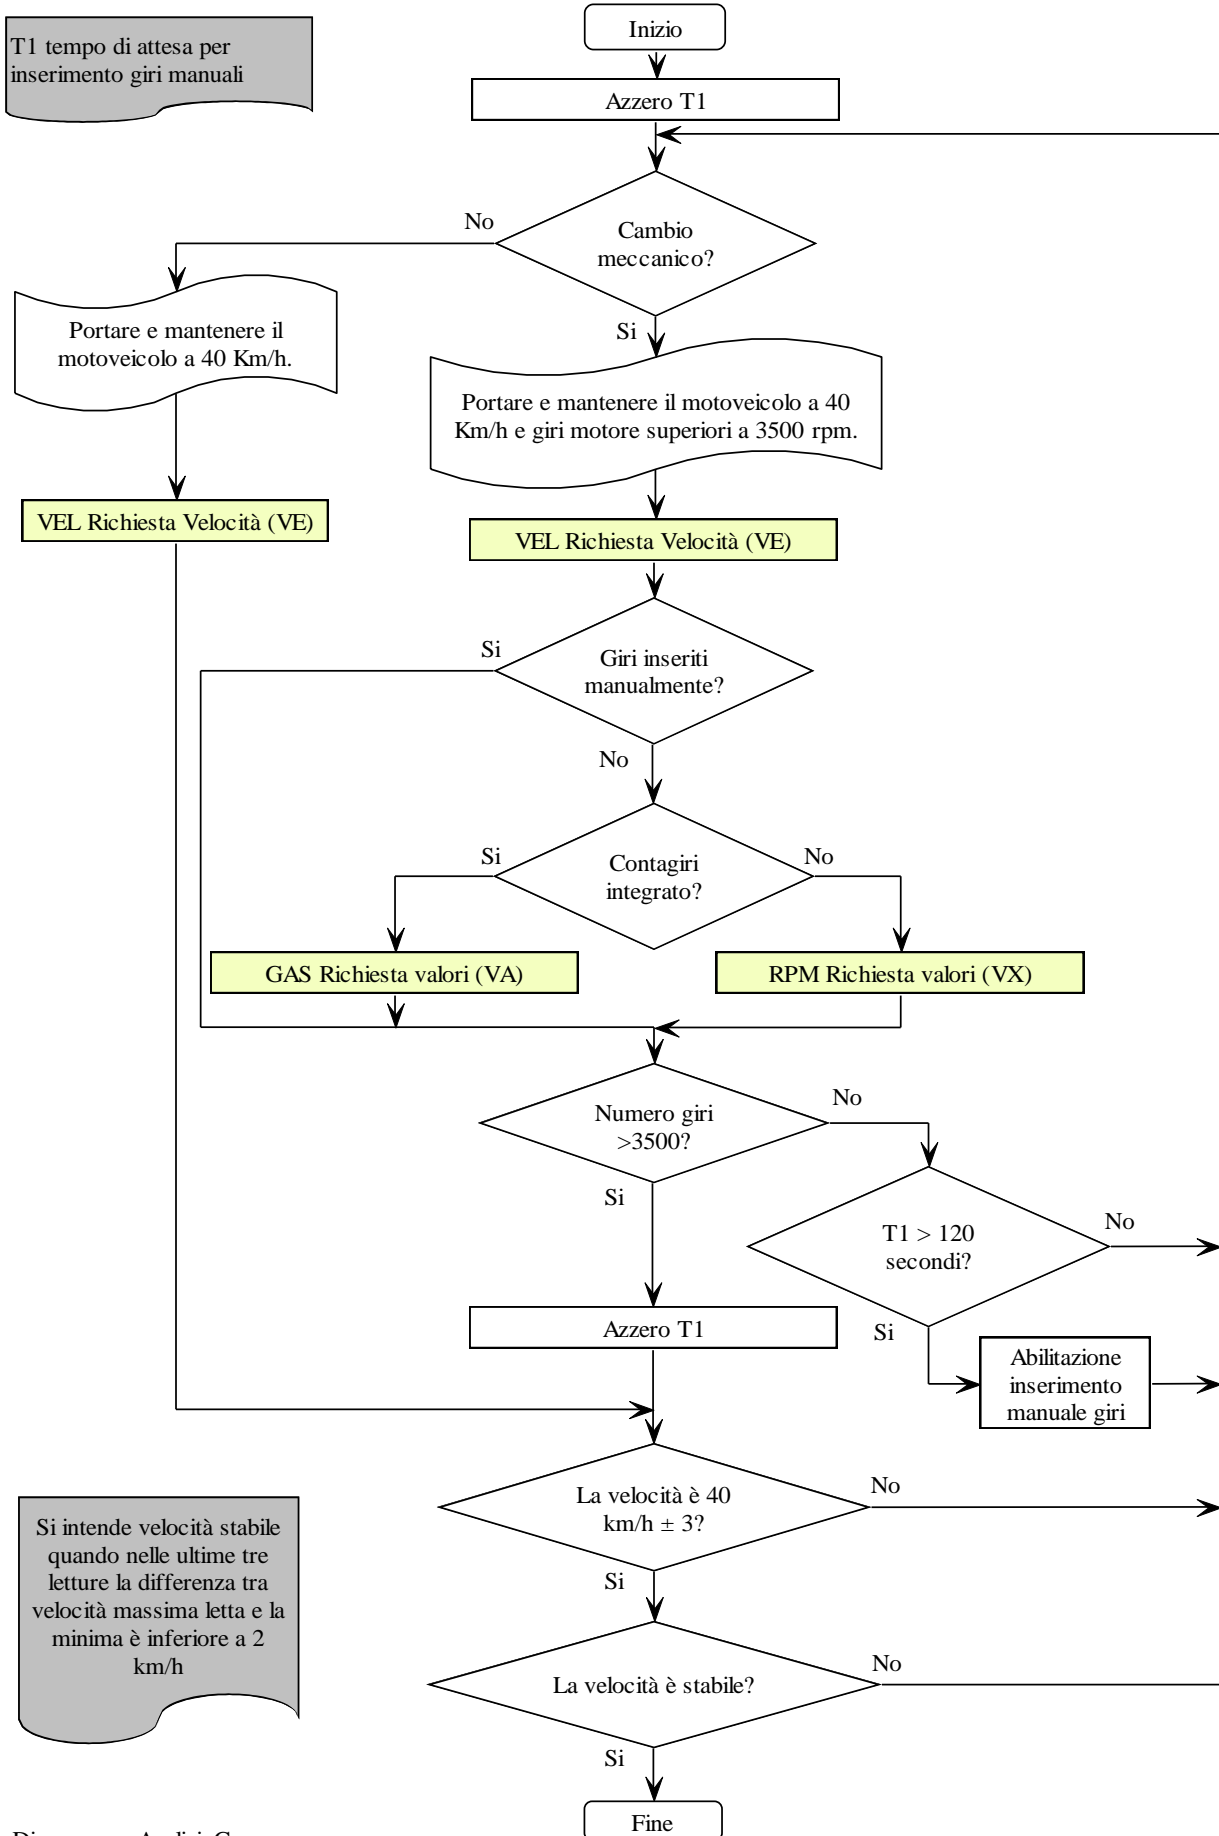 Inizio
T1 tempo di attesa per
inserimento giri manuali
Azzero T1
No
Cambio
meccanico?
Si
Portare e mantenere il
motoveicolo a 40 Km/h.
Portare e mantenere il motoveicolo a 40
Km/h e giri motore superiori a 3500 rpm.
VEL Richiesta Velocità (VE)
VEL Richiesta Velocità (VE)
Si
Giri inseriti
manualmente?
No
Si
Contagiri
integrato?
No
GAS Richiesta valori (VA)
RPM Richiesta valori (VX)
Numero giri
>3500?
No
Si
T1 > 120
secondi?
No
Si
Azzero T1
Abilitazione
inserimento
manuale giri
La velocità è 40
km/h ± 3?
No
Si
Si intende velocità stabile
quando nelle ultime tre
letture la differenza tra
velocità massima letta e la
minima è inferiore a 2
km/h
La velocità è stabile?
No
Si
Fine